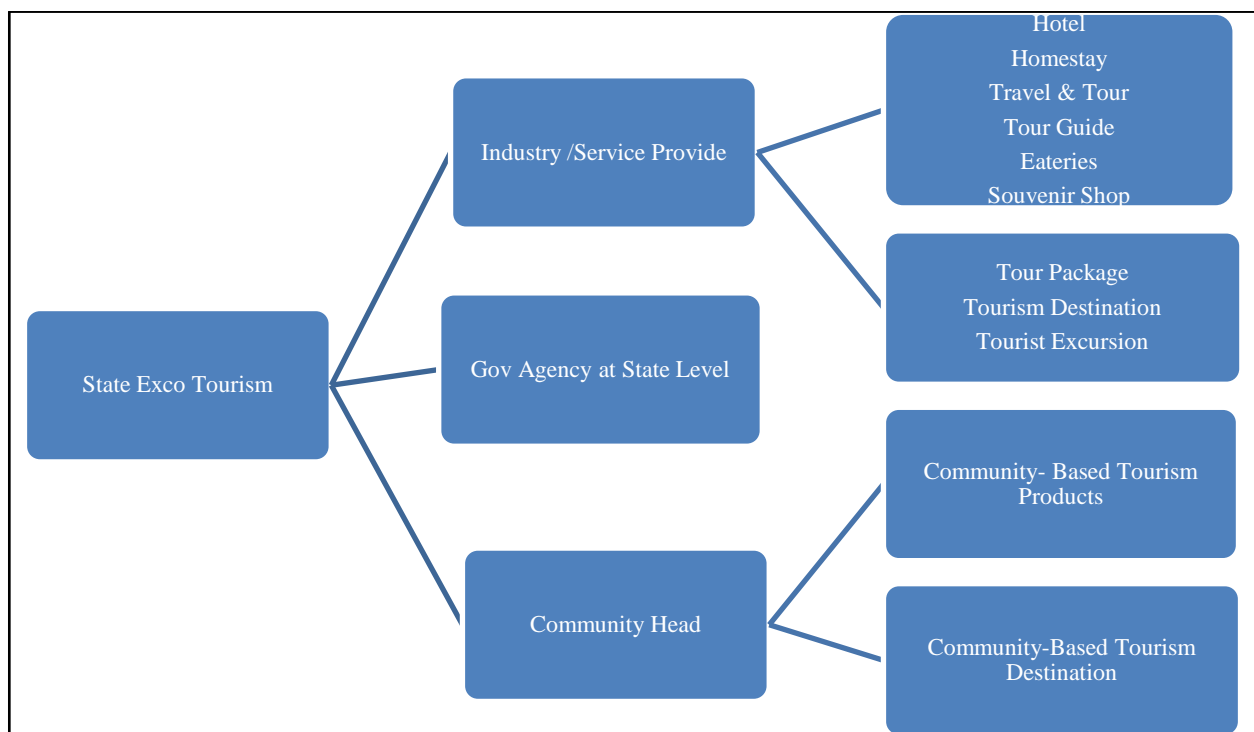 State Exco Tourism
Industry /Service Provide
Gov Agency at State Level
Community Head
Hotel
Homestay
Travel & Tour
Tour Guide
Eateries
Souvenir Shop
Tour Package
Tourism Destination
Tourist Excursion
Community- Based Tourism
Products
Community-Based Tourism
Destination